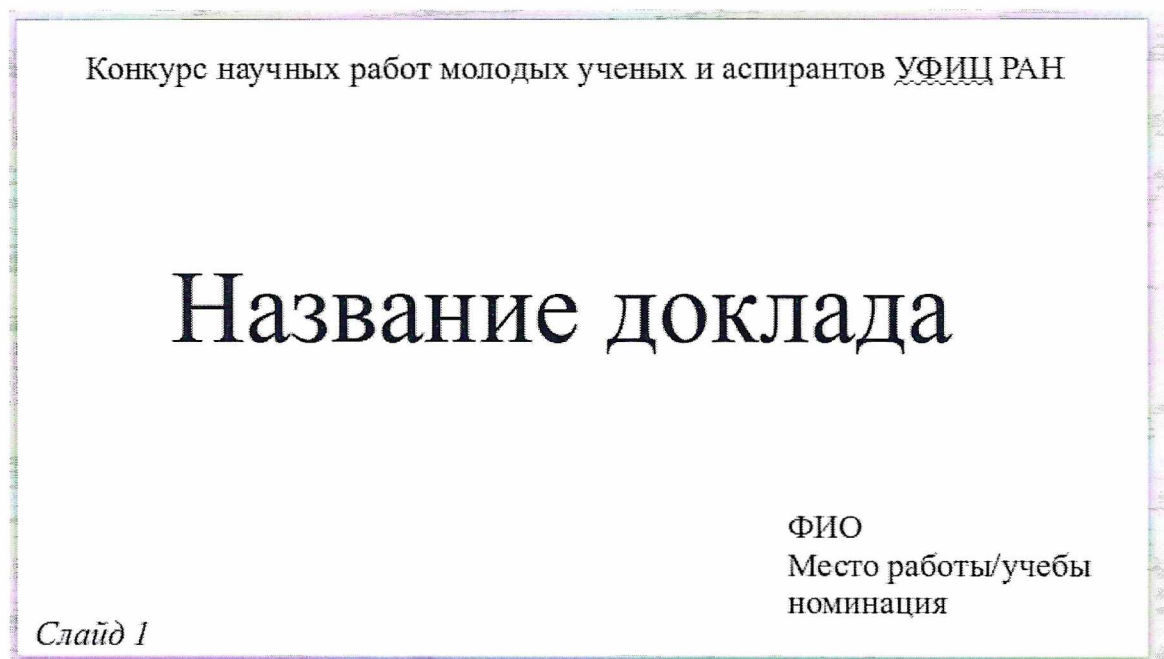 Конкурс научных работ молодых ученых и аспирантов УФИЦ РАН
Название доклада
ФИО
Место работы/учебы
номинация
Слайд 1